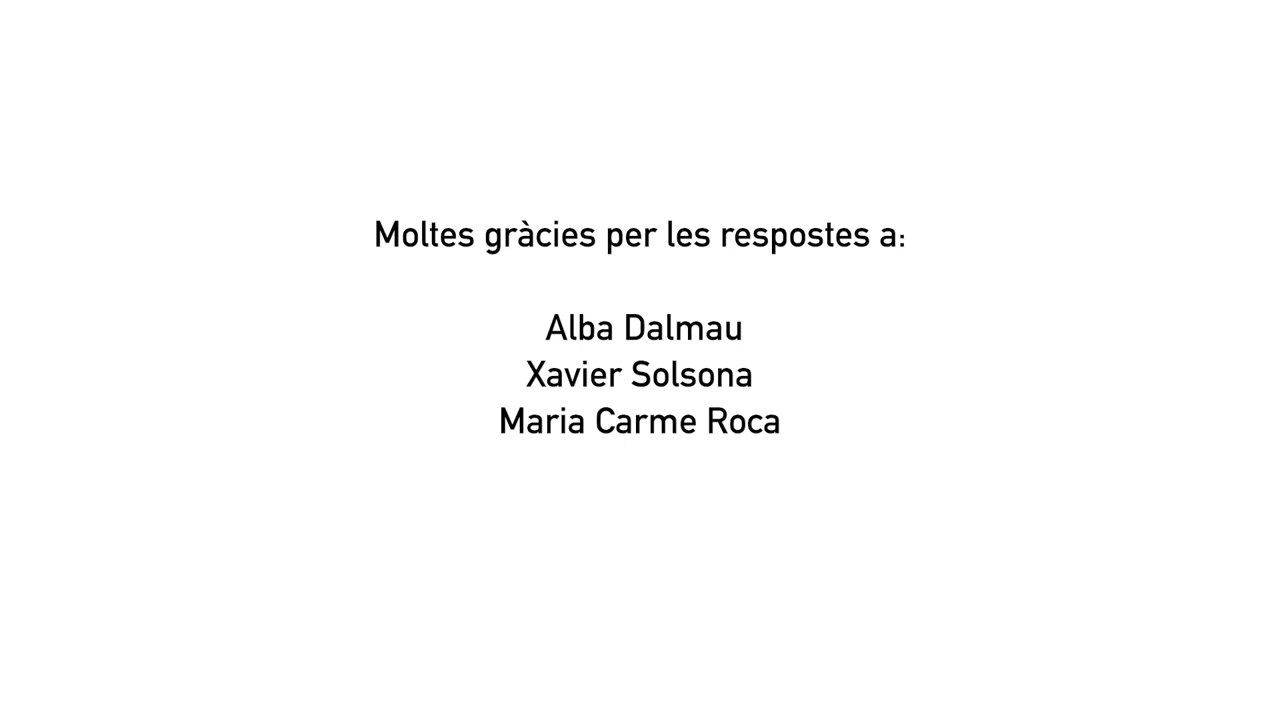 Moltes gràcies per les respostes a:
Alba Dalmau
Xavier Solsona
Maria Carme Roca